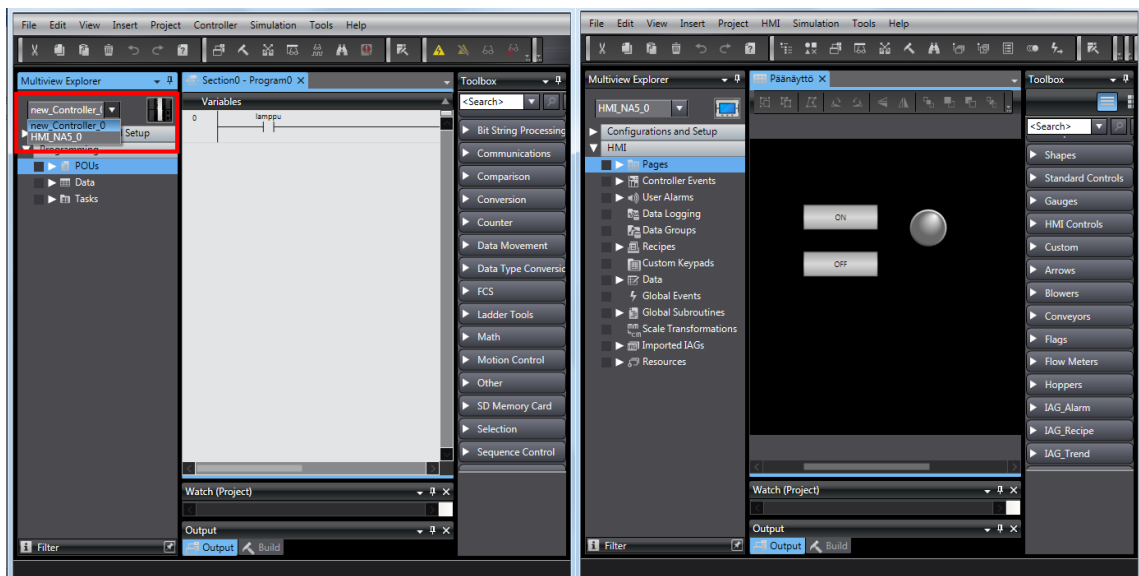 File Edit View Insert Project Controller Simulation Tools Help
Multiview Explorer
new_Controller_(
new_Controller_0
HMI_NA5_0
Setup
Programming
POUs
Data
Tasks
Filter
Section0 - Program0
Variables
0
lamppu
Watch (Project)
Output
Output Build
Toolbox
<Search>
Bit String Processing
Communications
Comparison
Conversion
Counter
Data Movement
Data Type Conversic
FCS
Ladder Tools
Math
Motion Control
Other
SD Memory Card
Selection
Sequence Control
File Edit View Insert Project HMI Simulation Tools Help
Multiview Explorer
HMI_NA5_0
Configurations and Setup
HMI
Pages
Controller Events
User Alarms
Data Logging
Data Groups
Recipes
Custom Keypads
Data
Global Events
Global Subroutines
Scale Transformations
Imported IAGs
Resources
Filter
Päänäyttö
ON
OFF
Watch (Project)
Output
Output Build
Toolbox
<Search>
Shapes
Standard Controls
Gauges
HMI Controls
Custom
Arrows
Blowers
Conveyors
Flags
Flow Meters
Hoppers
IAG_Alarm
IAG_Recipe
IAG_Trend